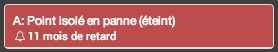 A: Point isolé en panne (éteint)
11 mois de retard